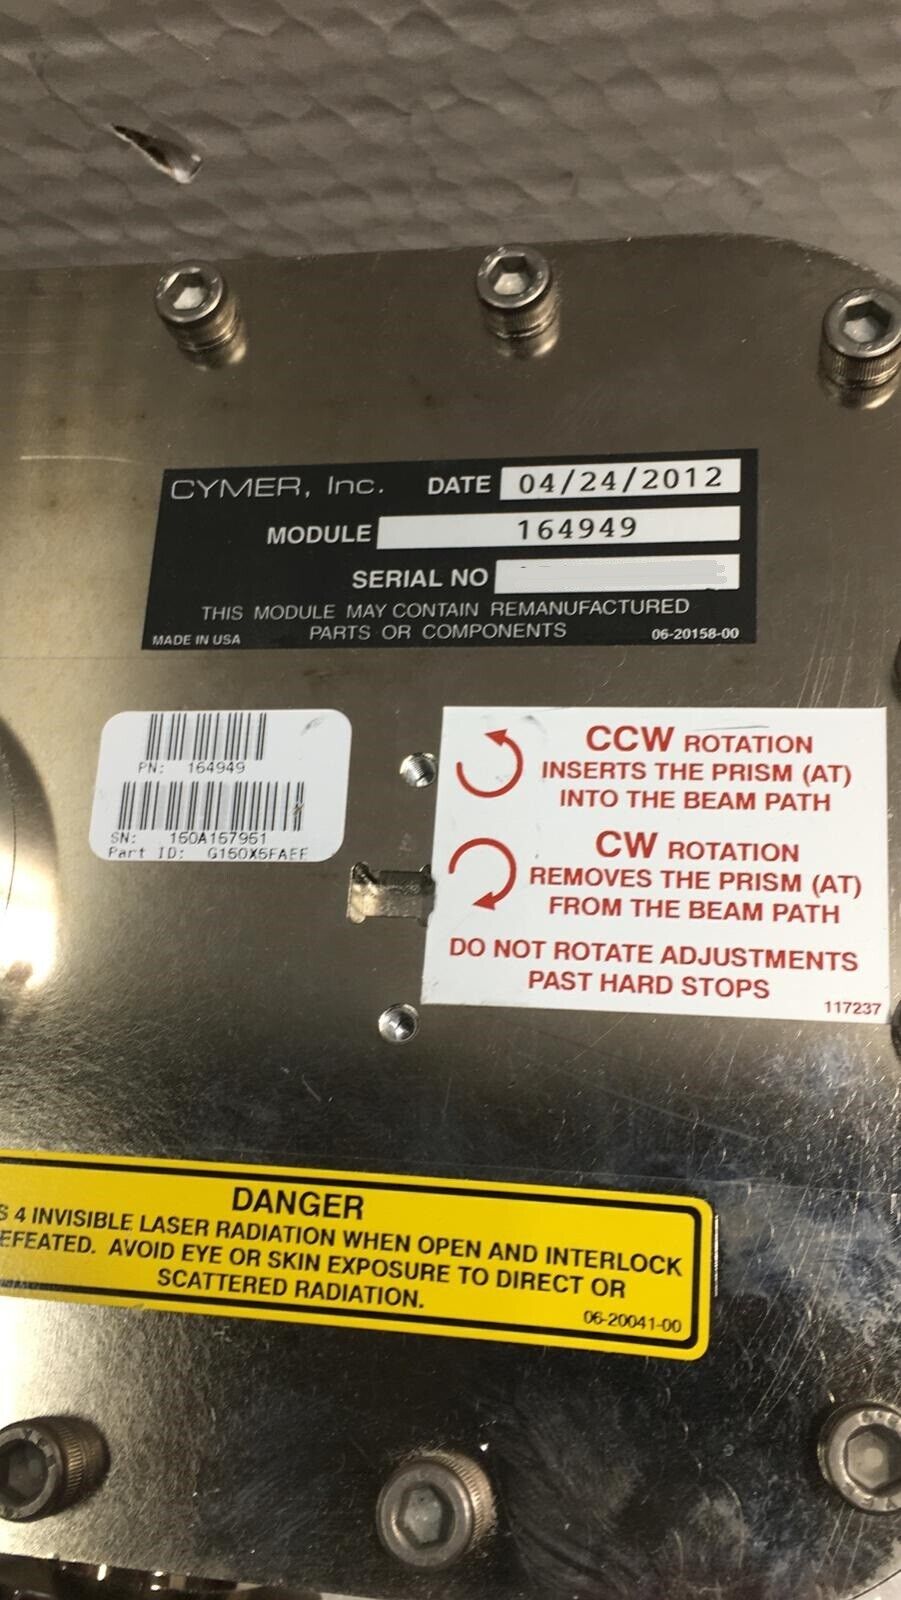 CYMER, Inc. DATE 04/24/2012
MODULE 164949
SERIAL NO
THIS MODULE MAY CONTAIN REMANUFACTURED
PARTS OR COMPONENTS
MADE IN USA
06-20158-00
PN: 164949
SN: 150A157951
Part ID: G150X5FAEF
CCW ROTATION
INSERTS THE PRISM (AT)
INTO THE BEAM PATH
CW ROTATION
REMOVES THE PRISM (AT)
FROM THE BEAM PATH
DO NOT ROTATE ADJUSTMENTS
PAST HARD STOPS
117237
DANGER
S 4 INVISIBLE LASER RADIATION WHEN OPEN AND INTERLOCK
EFEATED. AVOID EYE OR SKIN EXPOSURE TO DIRECT OR
SCATTERED RADIATION.
06-20041-00